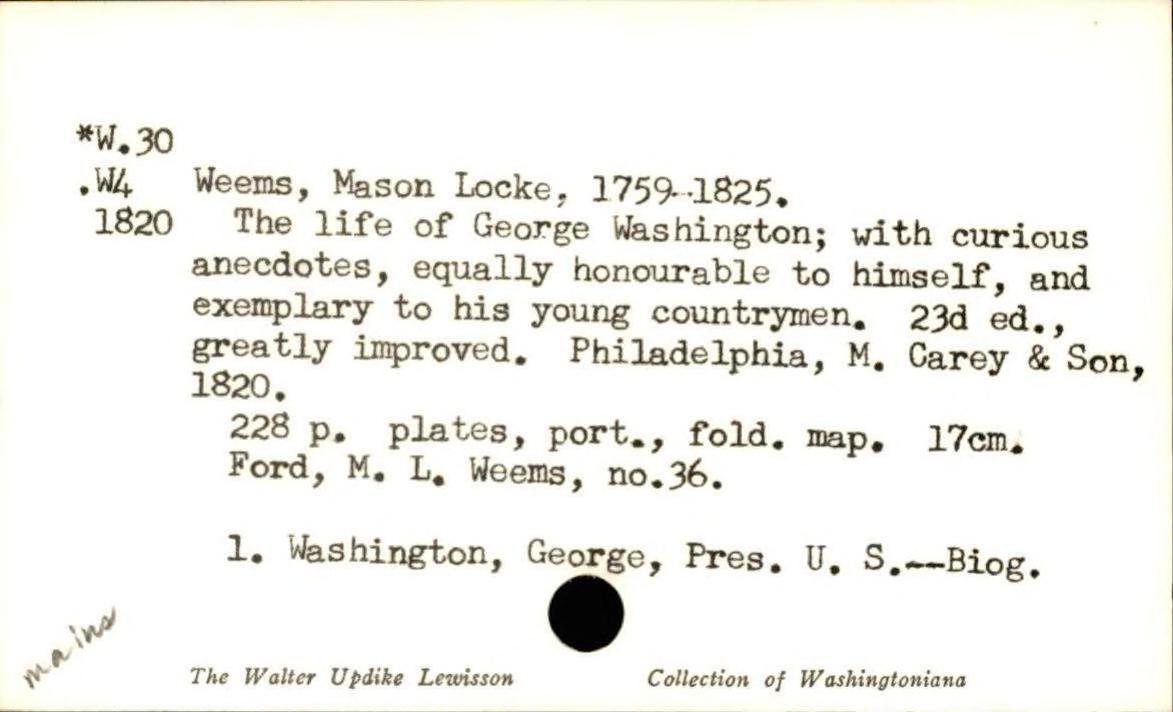 *W.30
.W4 Weems, Mason Locke, 1759-1825.
1820 The life of George Washington; with curious
anecdotes, equally honourable to himself, and
exemplary to his young countrymen. 23d ed.,
greatly improved. Philadelphia, M. Carey & Son,
1820.
228 p. plates, port., fold. map. 17cm.
Ford, M. L. Weems, no.36.
1. Washington, George, Pres. U. S.--Biog.
mains
The Walter Updike Lewisson Collection of Washingtoniana